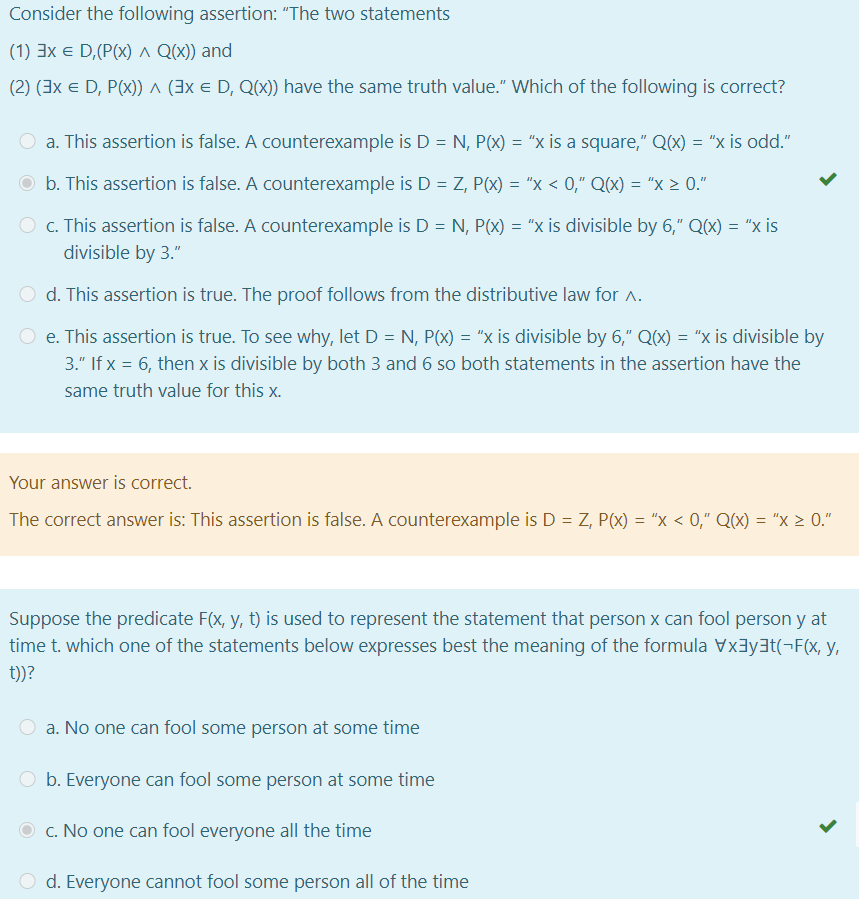 Consider the following assertion: “The two statements
(1) ∃x ∈ D,(P(x) ∧ Q(x)) and
(2) (∃x ∈ D, P(x)) ∧ (∃x ∈ D, Q(x)) have the same truth value.” Which of the following is correct?
a. This assertion is false. A counterexample is D = N, P(x) = “x is a square,” Q(x) = “x is odd.”
b. This assertion is false. A counterexample is D = Z, P(x) = “x < 0,” Q(x) = “x ≥ 0.”
c. This assertion is false. A counterexample is D = N, P(x) = “x is divisible by 6,” Q(x) = “x is
divisible by 3.”
d. This assertion is true. The proof follows from the distributive law for ∧.
e. This assertion is true. To see why, let D = N, P(x) = “x is divisible by 6,” Q(x) = “x is divisible by
3.” If x = 6, then x is divisible by both 3 and 6 so both statements in the assertion have the
same truth value for this x.
Your answer is correct.
The correct answer is: This assertion is false. A counterexample is D = Z, P(x) = “x < 0,” Q(x) = “x ≥ 0.”
Suppose the predicate F(x, y, t) is used to represent the statement that person x can fool person y at
time t. which one of the statements below expresses best the meaning of the formula ∀x∃y∃t(¬F(x, y,
t))?
a. No one can fool some person at some time
b. Everyone can fool some person at some time
c. No one can fool everyone all the time
d. Everyone cannot fool some person all of the time